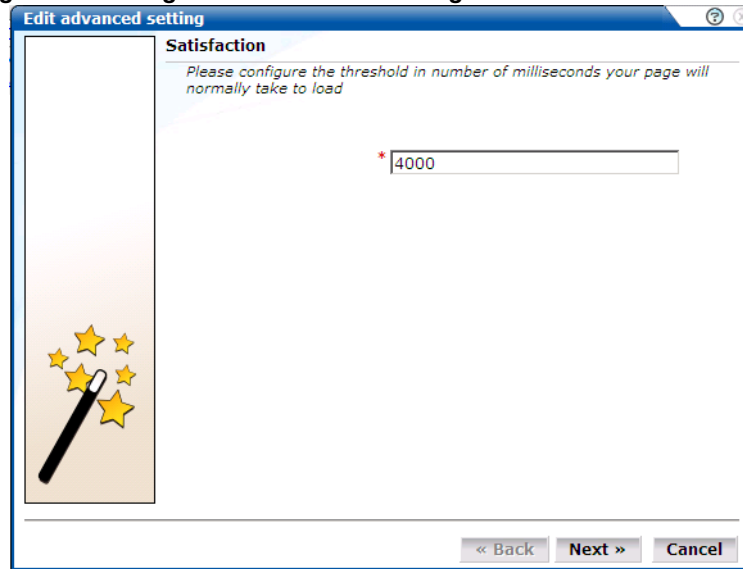 Edit advanced setting
Satisfaction
Please configure the threshold in number of milliseconds your page will
normally take to load
* 4000
« Back Next » Cancel